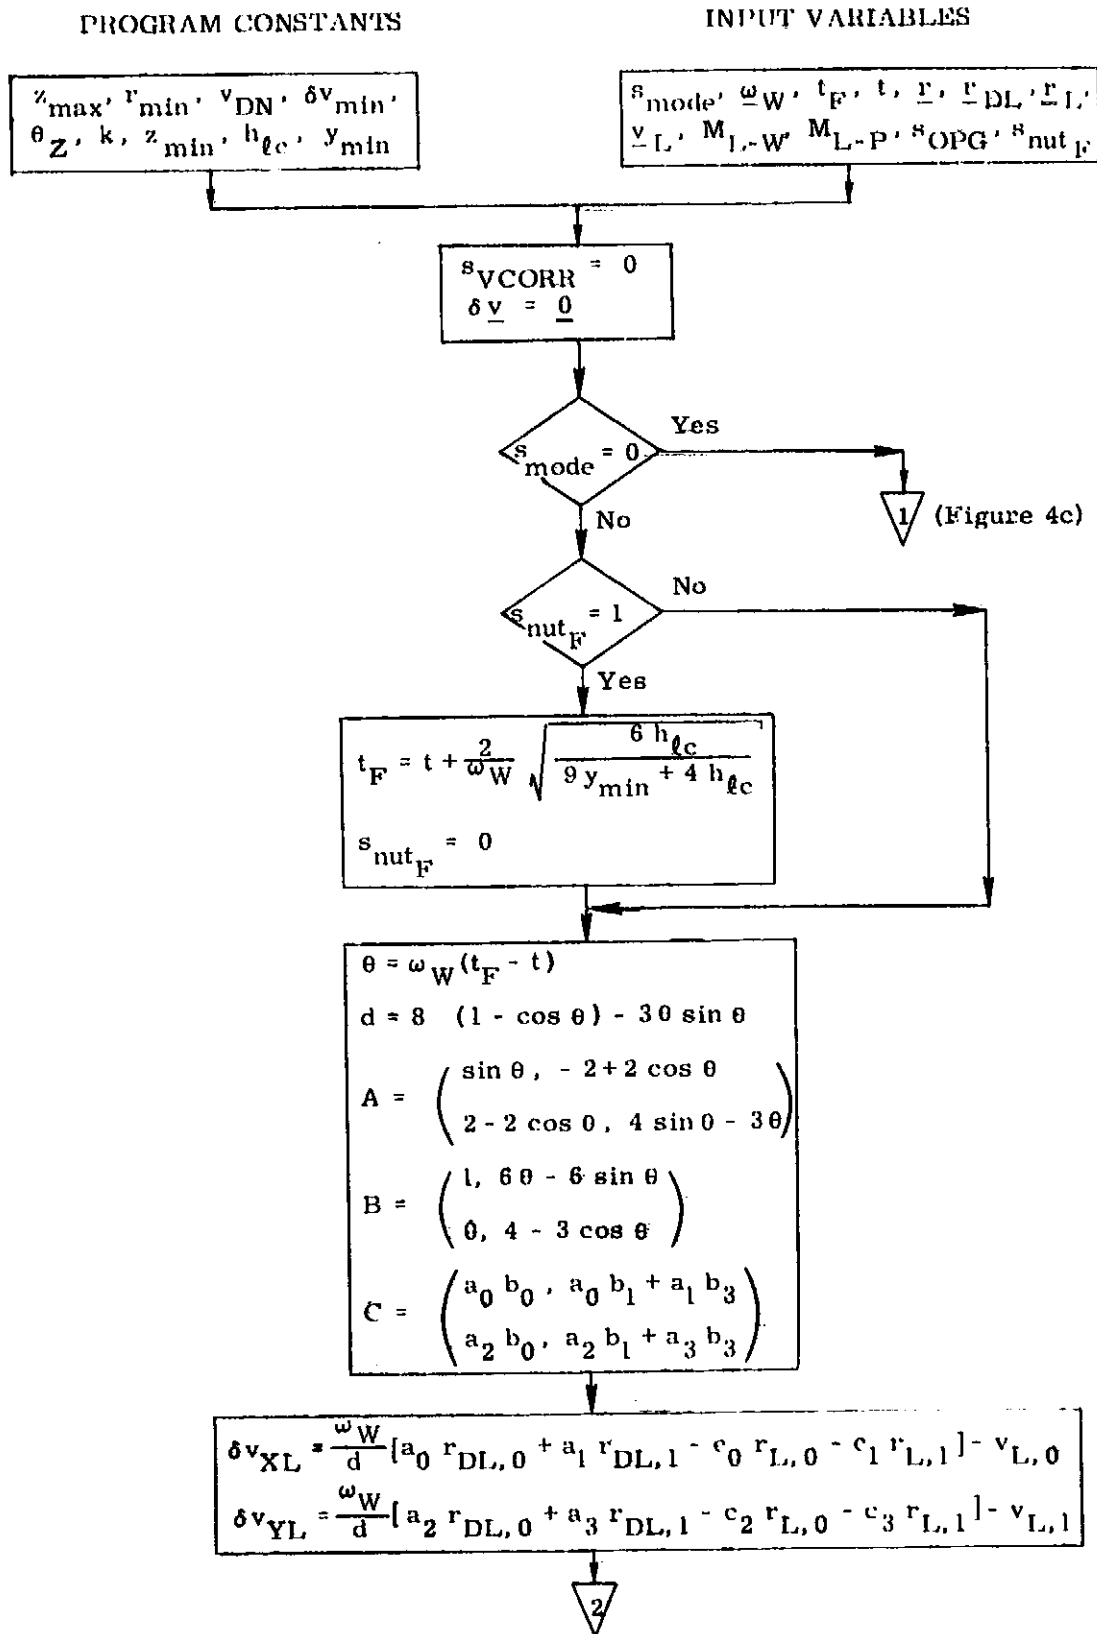 PROGRAM CONSTANTS
INPUT VARIABLES
z_max, r_min, v_DN, δv_min,
θ_Z, k, z_min, h_ℓc, y_min
s_mode, ω_W, t_F, t, r, r_DL, r_L,
v_L, M_L-W, M_L-P, s_OPG, s_nut_F
s_VCORR = 0
δv = 0
s_mode = 0
Yes
No
1 (Figure 4c)
s_nut_F = 1
No
Yes
t_F = t + 2/ω_W √(6 h_ℓc / 9 y_min + 4 h_ℓc)
s_nut_F = 0
θ = ω_W (t_F - t)
d = 8 (1 - cos θ) - 3θ sin θ
A = ( sin θ, - 2 + 2 cos θ
2 - 2 cos θ, 4 sin θ - 3θ )
B = ( 1, 6θ - 6 sin θ
0, 4 - 3 cos θ )
C = ( a_0 b_0, a_0 b_1 + a_1 b_3
a_2 b_0, a_2 b_1 + a_3 b_3 )
δv_XL = ω_W/d [a_0 r_DL,0 + a_1 r_DL,1 - c_0 r_L,0 - c_1 r_L,1] - v_L,0
δv_YL = ω_W/d [a_2 r_DL,0 + a_3 r_DL,1 - c_2 r_L,0 - c_3 r_L,1] - v_L,1
2